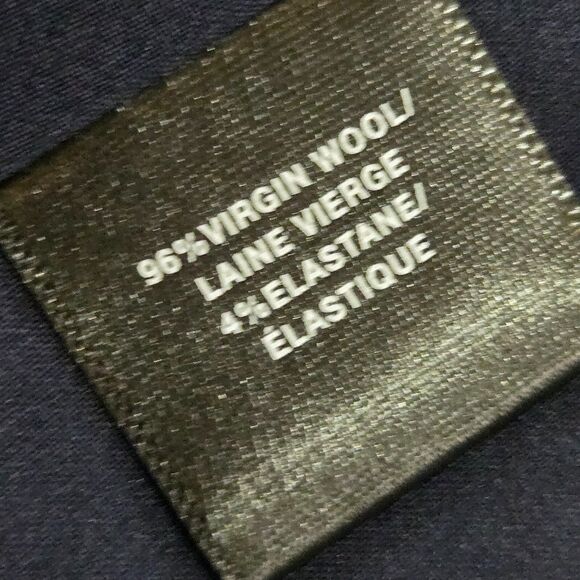 96%VIRGIN WOOL/
LAINE VIERGE
4%ELASTANE/
ÉLASTIQUE